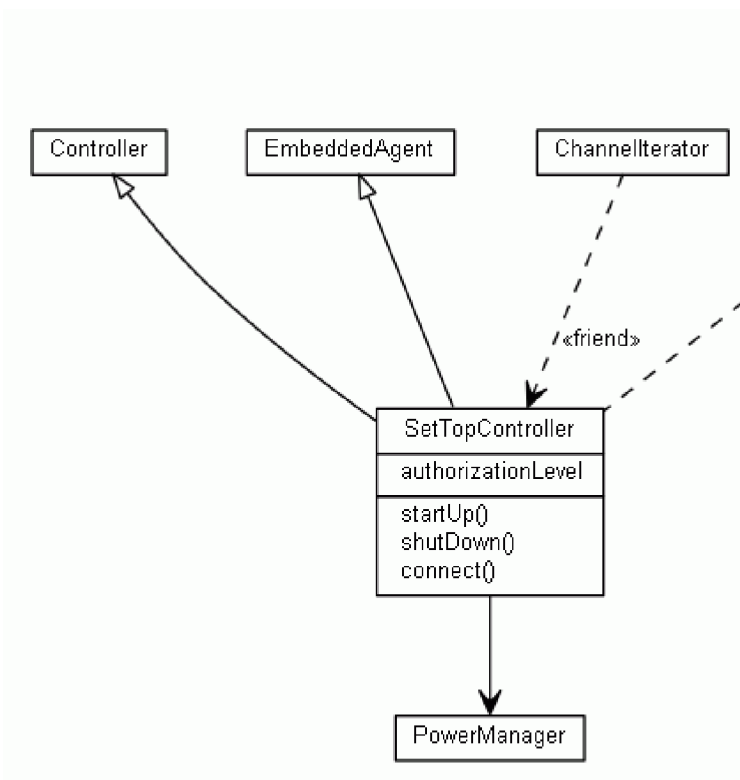 Controller
EmbeddedAgent
ChannelIterator
«friend»
SetTopController
authorizationLevel
startUp()
shutDown()
connect()
PowerManager